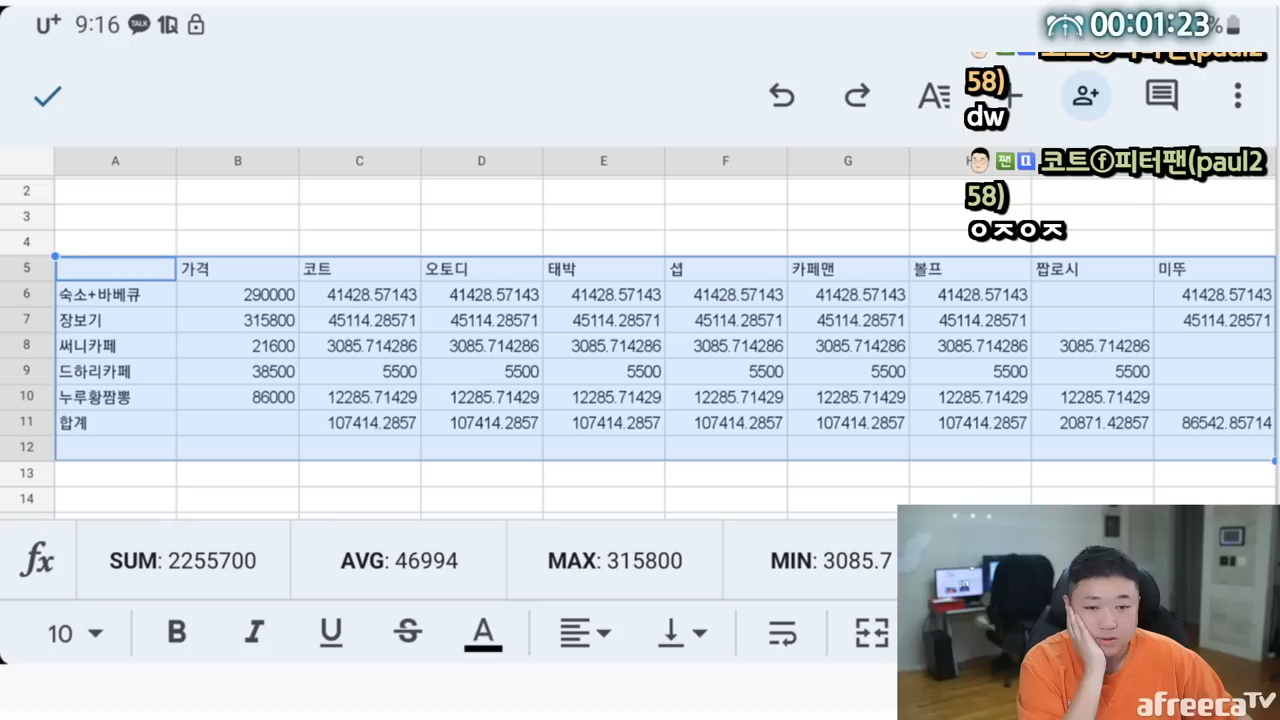 U+ 9:16 TALK 1Q 00:01:23 %
58)
dw
팬 코트ⓕ피터팬(paul2
58)
ㅇㅈㅇㅈ
A B C D E F G
2
3
4
5 가격 코트 오토디 태박 섭 카페맨 볼프 짭로시 미뚜
6 숙소+바베큐 290000 41428.57143 41428.57143 41428.57143 41428.57143 41428.57143 41428.57143 41428.57143
7 장보기 315800 45114.28571 45114.28571 45114.28571 45114.28571 45114.28571 45114.28571 45114.28571
8 써니카페 21600 3085.714286 3085.714286 3085.714286 3085.714286 3085.714286 3085.714286 3085.714286
9 드하리카페 38500 5500 5500 5500 5500 5500 5500 5500
10 누루황짬뽕 86000 12285.71429 12285.71429 12285.71429 12285.71429 12285.71429 12285.71429 12285.71429
11 합계 107414.2857 107414.2857 107414.2857 107414.2857 107414.2857 107414.2857 20871.42857 86542.85714
12
13
14
fx SUM: 2255700 AVG: 46994 MAX: 315800 MIN: 3085.7
10 B I U S A
afreecaTV